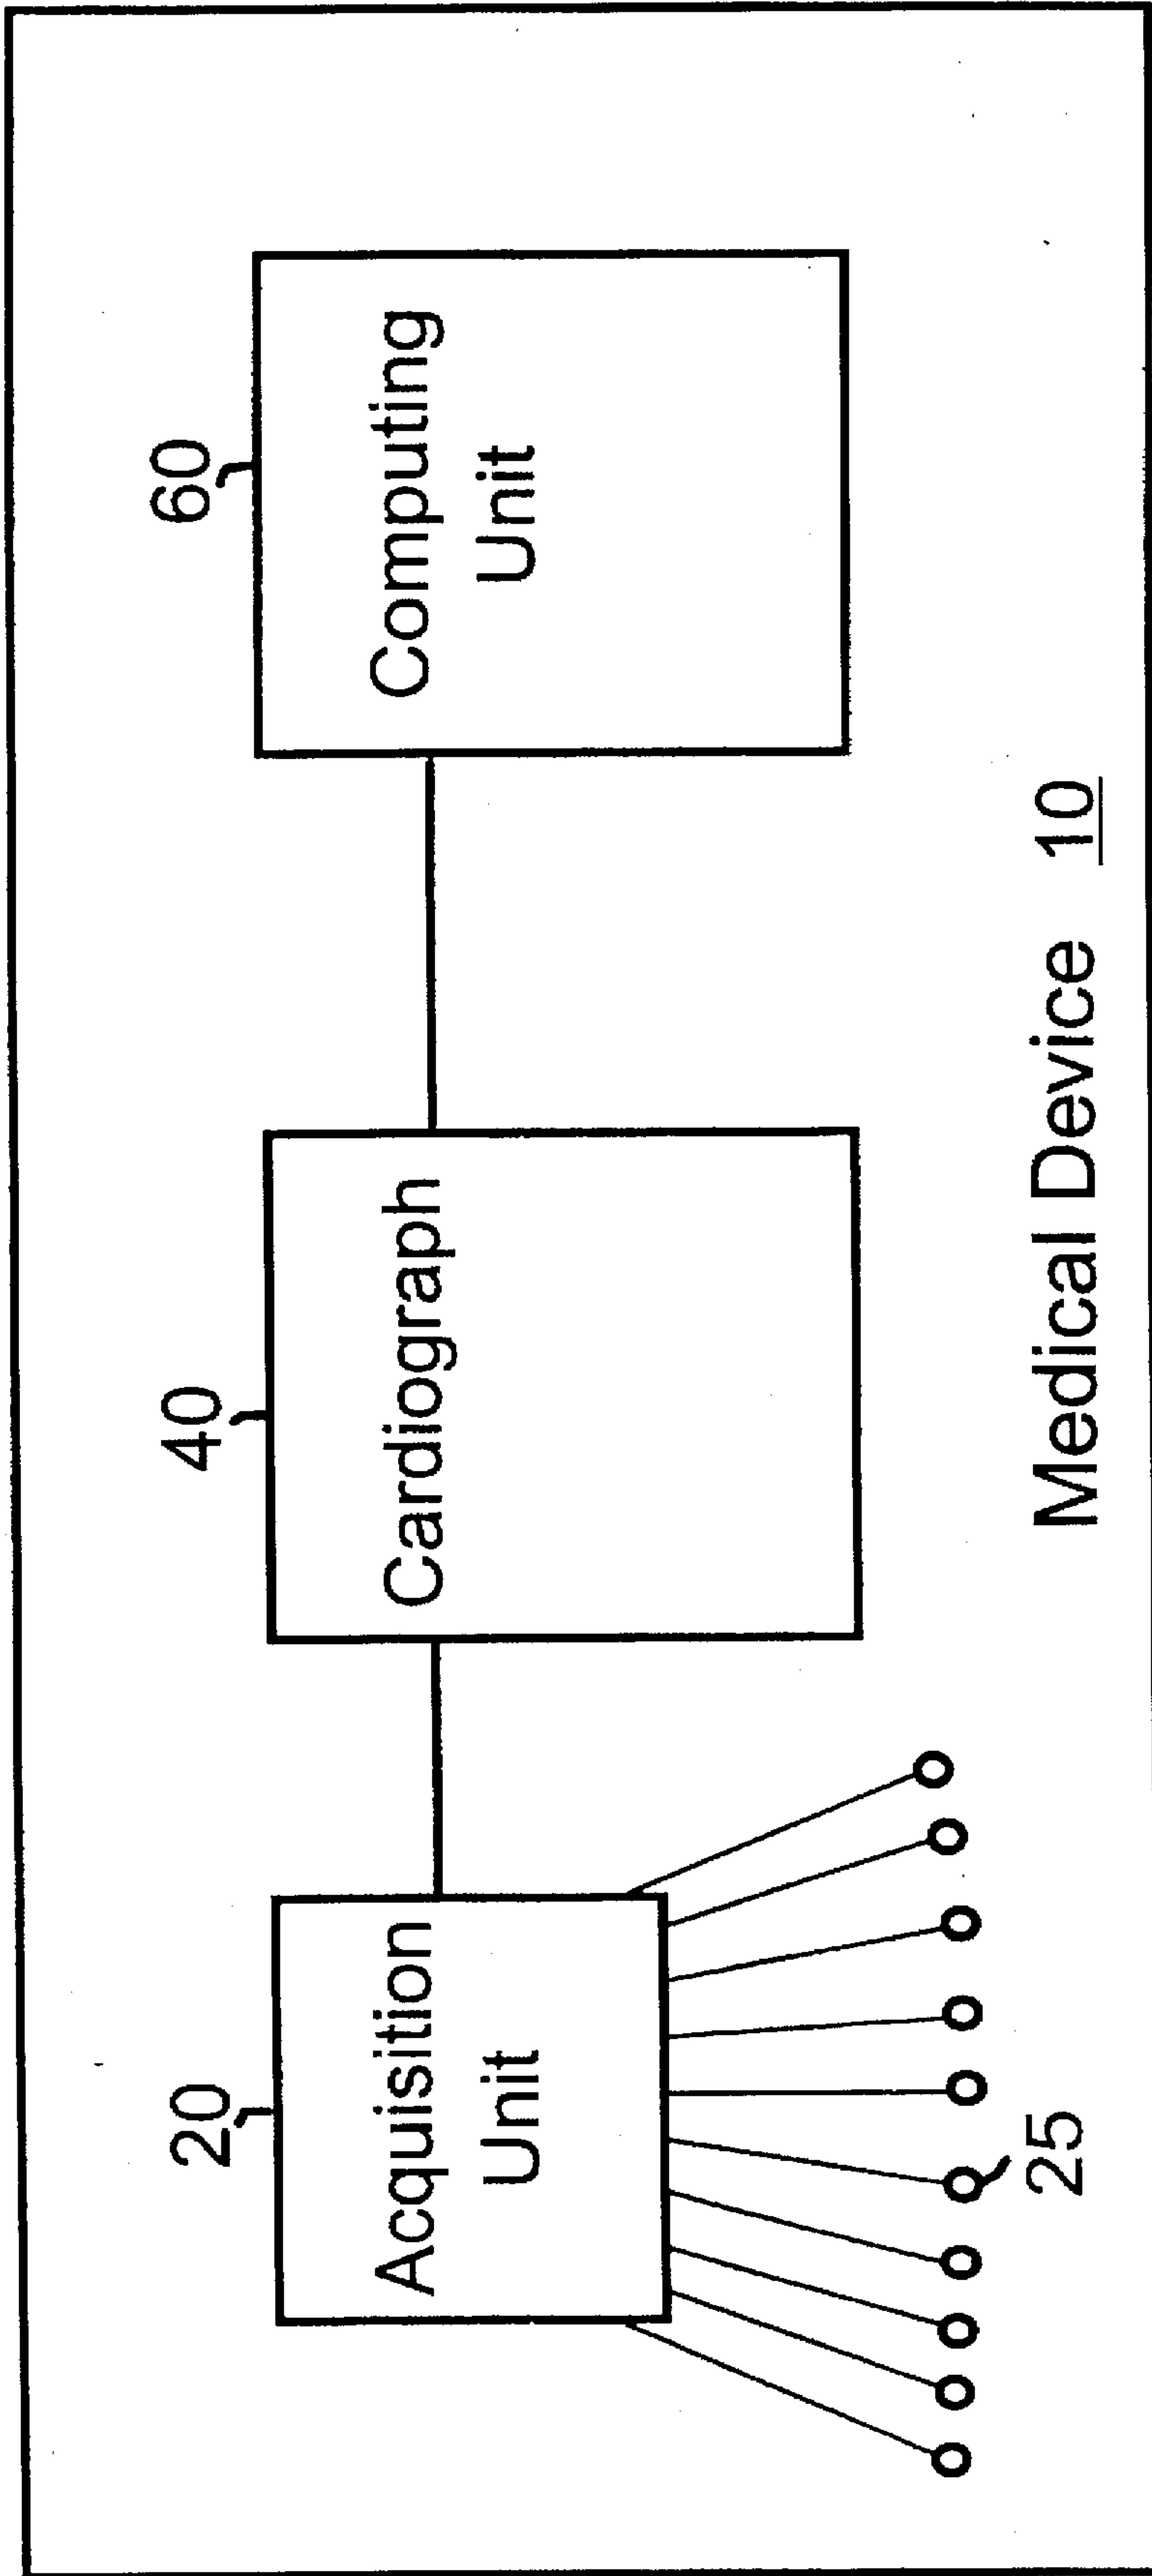 20
40
60
Acquisition
Unit
Cardiograph
Computing
Unit
25
Medical Device 10